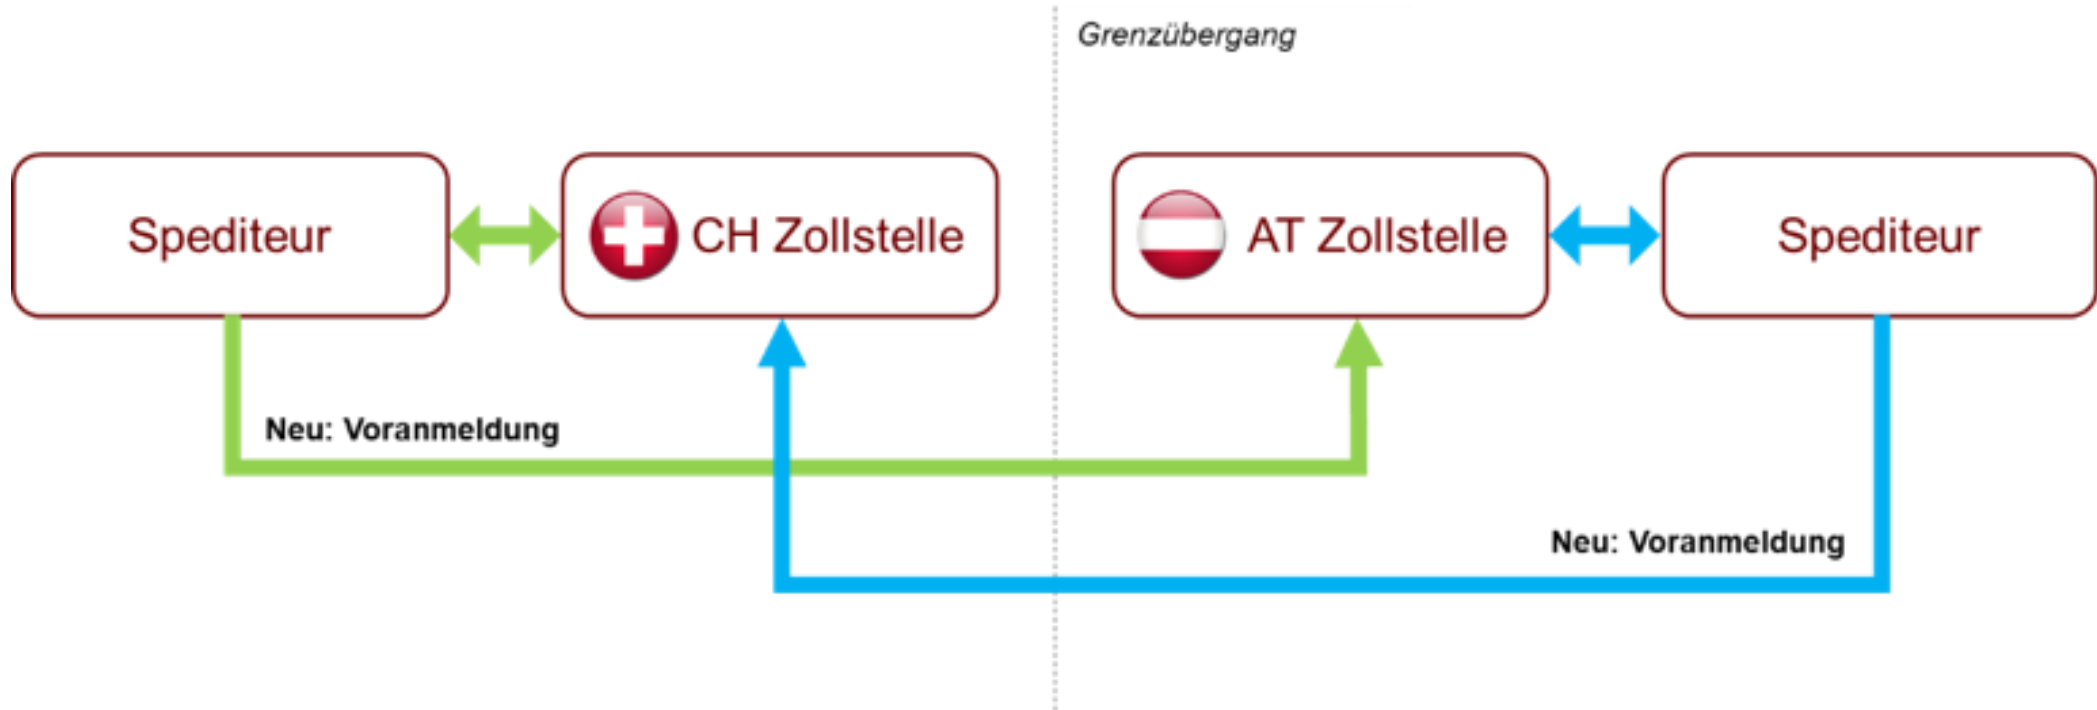 Grenzübergang
Spediteur
CH Zollstelle
AT Zollstelle
Spediteur
Neu: Voranmeldung
Neu: Voranmeldung